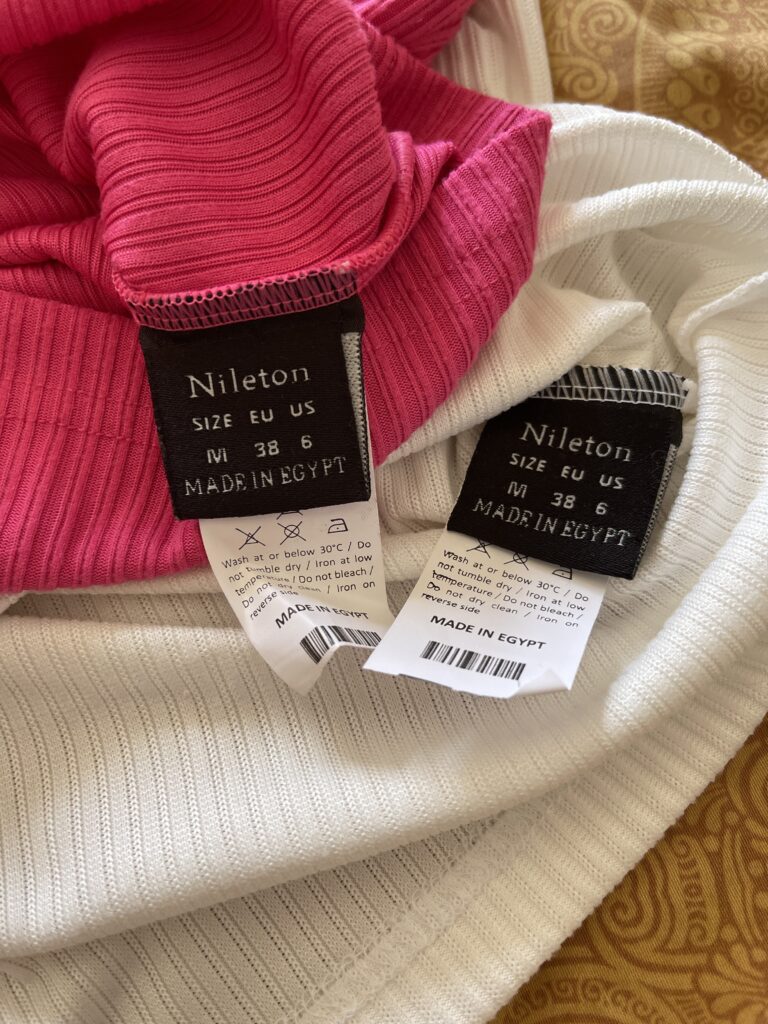 Nileton
SIZE EU US
M 38 6
MADE IN EGYPT
Wash at or below 30°C / Do
not tumble dry / Iron at low
temperature / Do not bleach /
Do not dry clean / Iron on
reverse side
MADE IN EGYPT
Nileton
SIZE EU US
M 38 6
MADE IN EGYPT
Wash at or below 30°C / Do
not tumble dry / Iron at low
temperature / Do not bleach /
Do not dry clean / Iron on
reverse side
MADE IN EGYPT